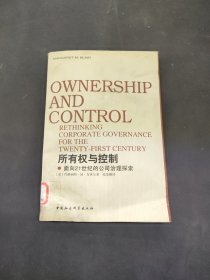 OWNERSHIP
AND
CONTROL
RETHINKING
CORPORATE GOVERNANCE
FOR THE
TWENTY-FIRST CENTURY
所有权与控制
面向21世纪的公司治理探索
中国社会科学出版社